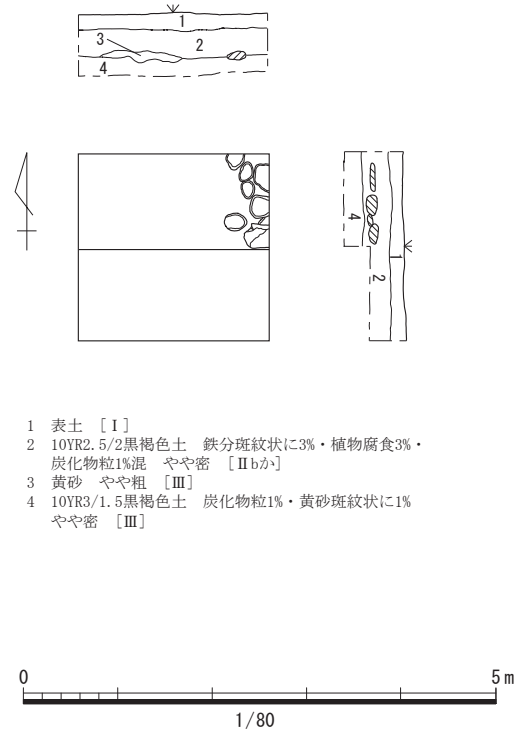 1
3
2
4
4
1
2
1 表土 [Ⅰ]
2 10YR2.5/2黒褐色土 鉄分斑紋状に3%・植物腐食3%・
炭化物粒1%混 やや密 [Ⅱbか]
3 黄砂 やや粗 [Ⅲ]
4 10YR3/1.5黒褐色土 炭化物粒1%・黄砂斑紋状に1%
やや密 [Ⅲ]
0 5m
1/80